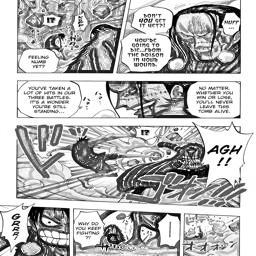 !?
DON'T
YOU GET
IT YET?!
HUFF
...
YOU'RE
GOING TO
DIE...FROM
THE POISON
IN YOUR
WOUND.
FEELING
NUMB
YET?
NO MATTER
WHETHER YOU
WIN OR LOSE,
YOU'LL NEVER
LEAVE THIS
TOMB ALIVE.
YOU'VE TAKEN A
LOT OF HITS IN OUR
THREE BATTLES.
IT'S A WONDER
YOU'RE STILL
STANDING...
!?
AGH
!!
WHY DO YOU
KEEP
FIGHTING
?!
GRRR!